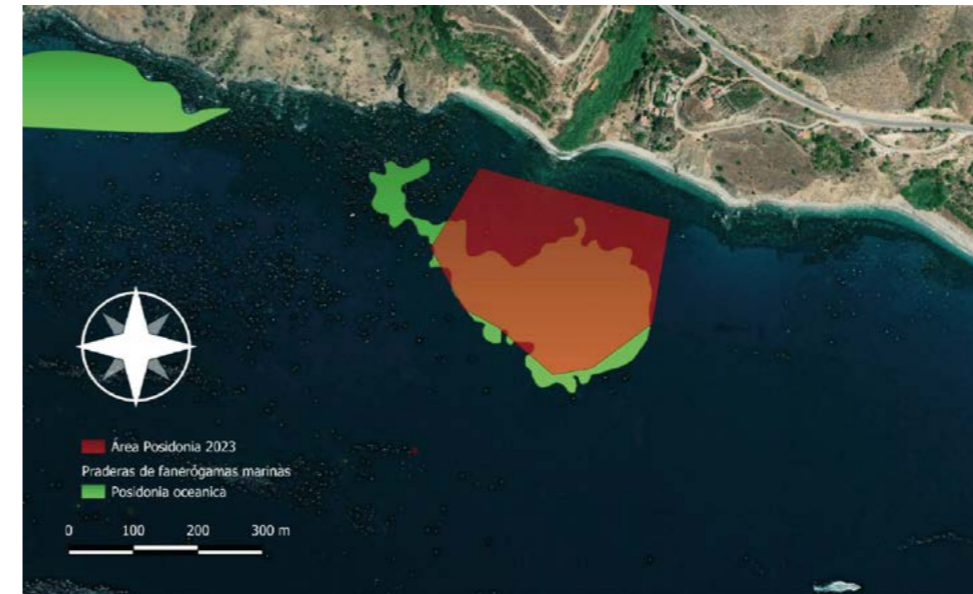 Área Posidonia 2023
Praderas de fanerógamas marinas
Posidonia oceanica
0 100 200 300 m